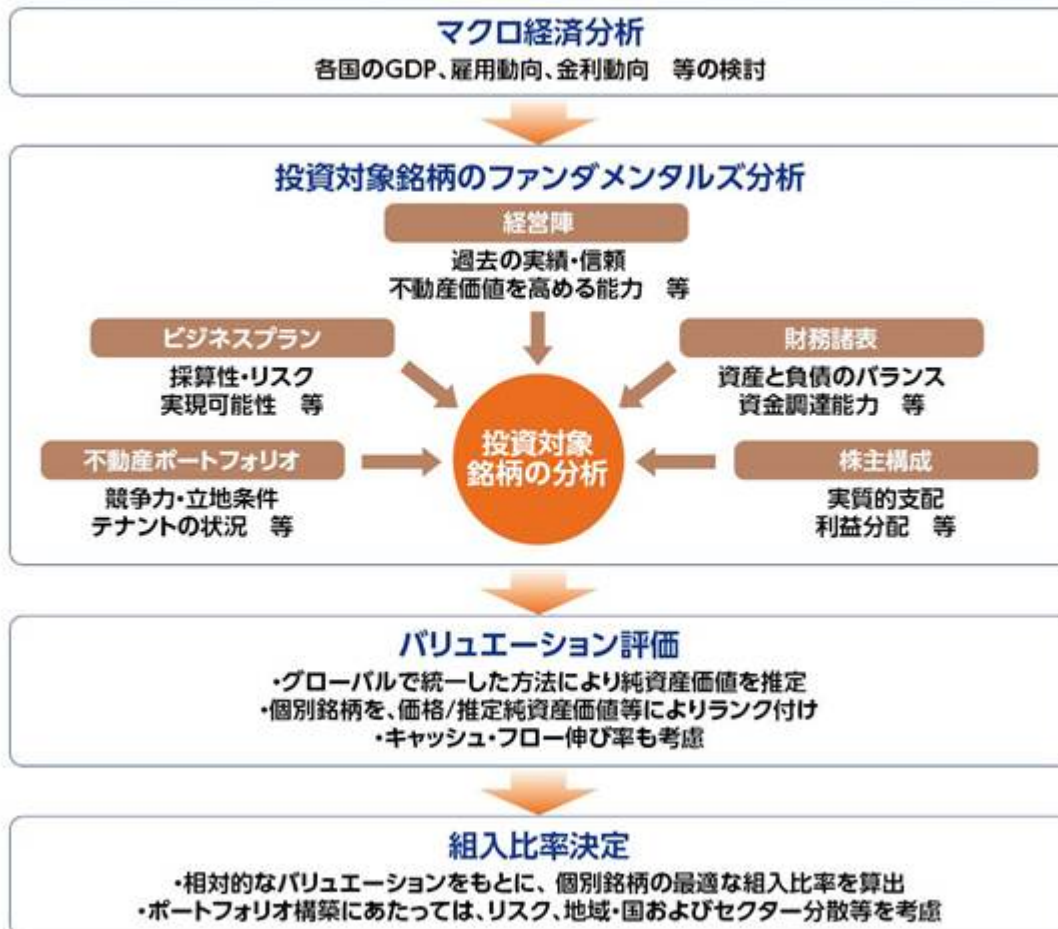 マクロ経済分析
各国のGDP、雇用動向、金利動向　等の検討
投資対象銘柄のファンダメンタルズ分析
経営陣
過去の実績・信頼
不動産価値を高める能力　等
ビジネスプラン
採算性・リスク
実現可能性　等
財務諸表
資産と負債のバランス
資金調達能力　等
不動産ポートフォリオ
競争力・立地条件
テナントの状況　等
投資対象
銘柄の分析
株主構成
実質的支配
利益分配　等
バリュエーション評価
・グローバルで統一した方法により純資産価値を推定
・個別銘柄を、価格/推定純資産価値等によりランク付け
・キャッシュ・フロー伸び率も考慮
組入比率決定
・相対的なバリュエーションをもとに、個別銘柄の最適な組入比率を算出
・ポートフォリオ構築にあたっては、リスク、地域・国およびセクター分散等を考慮